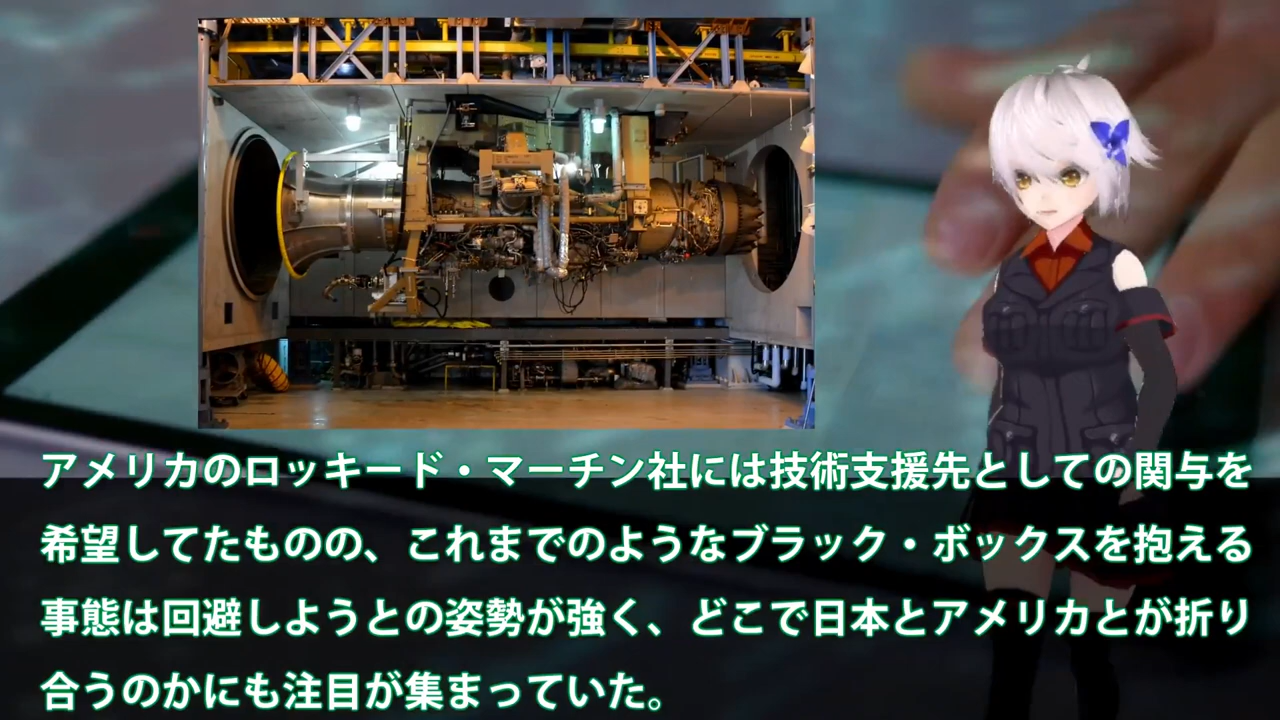 アメリカのロッキード・マーチン社には技術支援先としての関与を
希望してたものの、これまでのようなブラック・ボックスを抱える
事態は回避しようとの姿勢が強く、どこで日本とアメリカとが折り
合うのかにも注目が集まっていた。